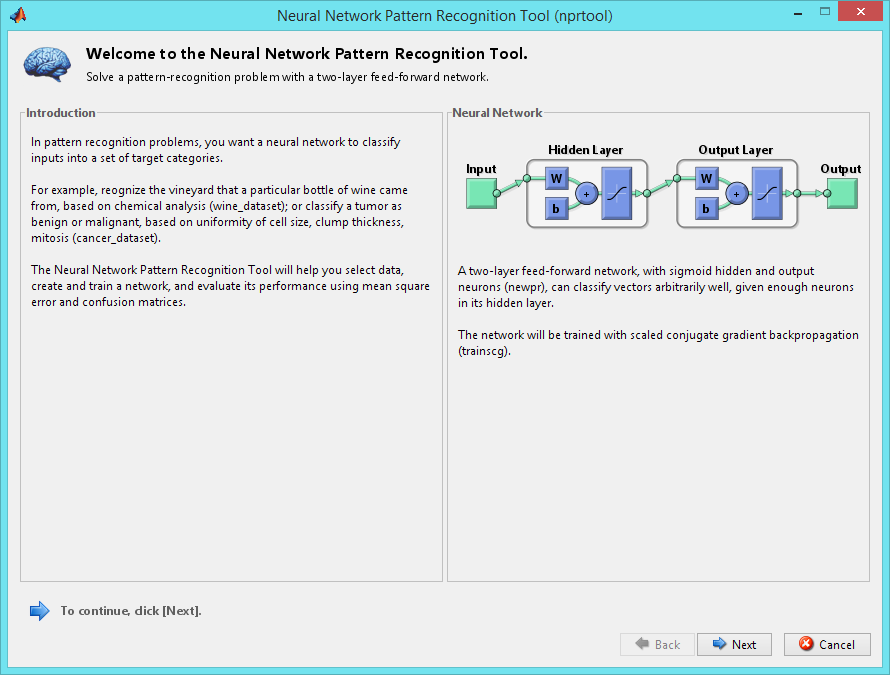 Neural Network Pattern Recognition Tool (nprtool)
Welcome to the Neural Network Pattern Recognition Tool.
Solve a pattern-recognition problem with a two-layer feed-forward network.
Introduction
In pattern recognition problems, you want a neural network to classify
inputs into a set of target categories.
For example, reognize the vineyard that a particular bottle of wine came
from, based on chemical analysis (wine_dataset); or classify a tumor as
benign or malignant, based on uniformity of cell size, clump thickness,
mitosis (cancer_dataset).
The Neural Network Pattern Recognition Tool will help you select data,
create and train a network, and evaluate its performance using mean square
error and confusion matrices.
Neural Network
Hidden Layer
Output Layer
Input
Output
W
W
+
+
b
b
A two-layer feed-forward network, with sigmoid hidden and output
neurons (newpr), can classify vectors arbitrarily well, given enough neurons
in its hidden layer.
The network will be trained with scaled conjugate gradient backpropagation
(trainscg).
To continue, click [Next].
Back
Next
Cancel